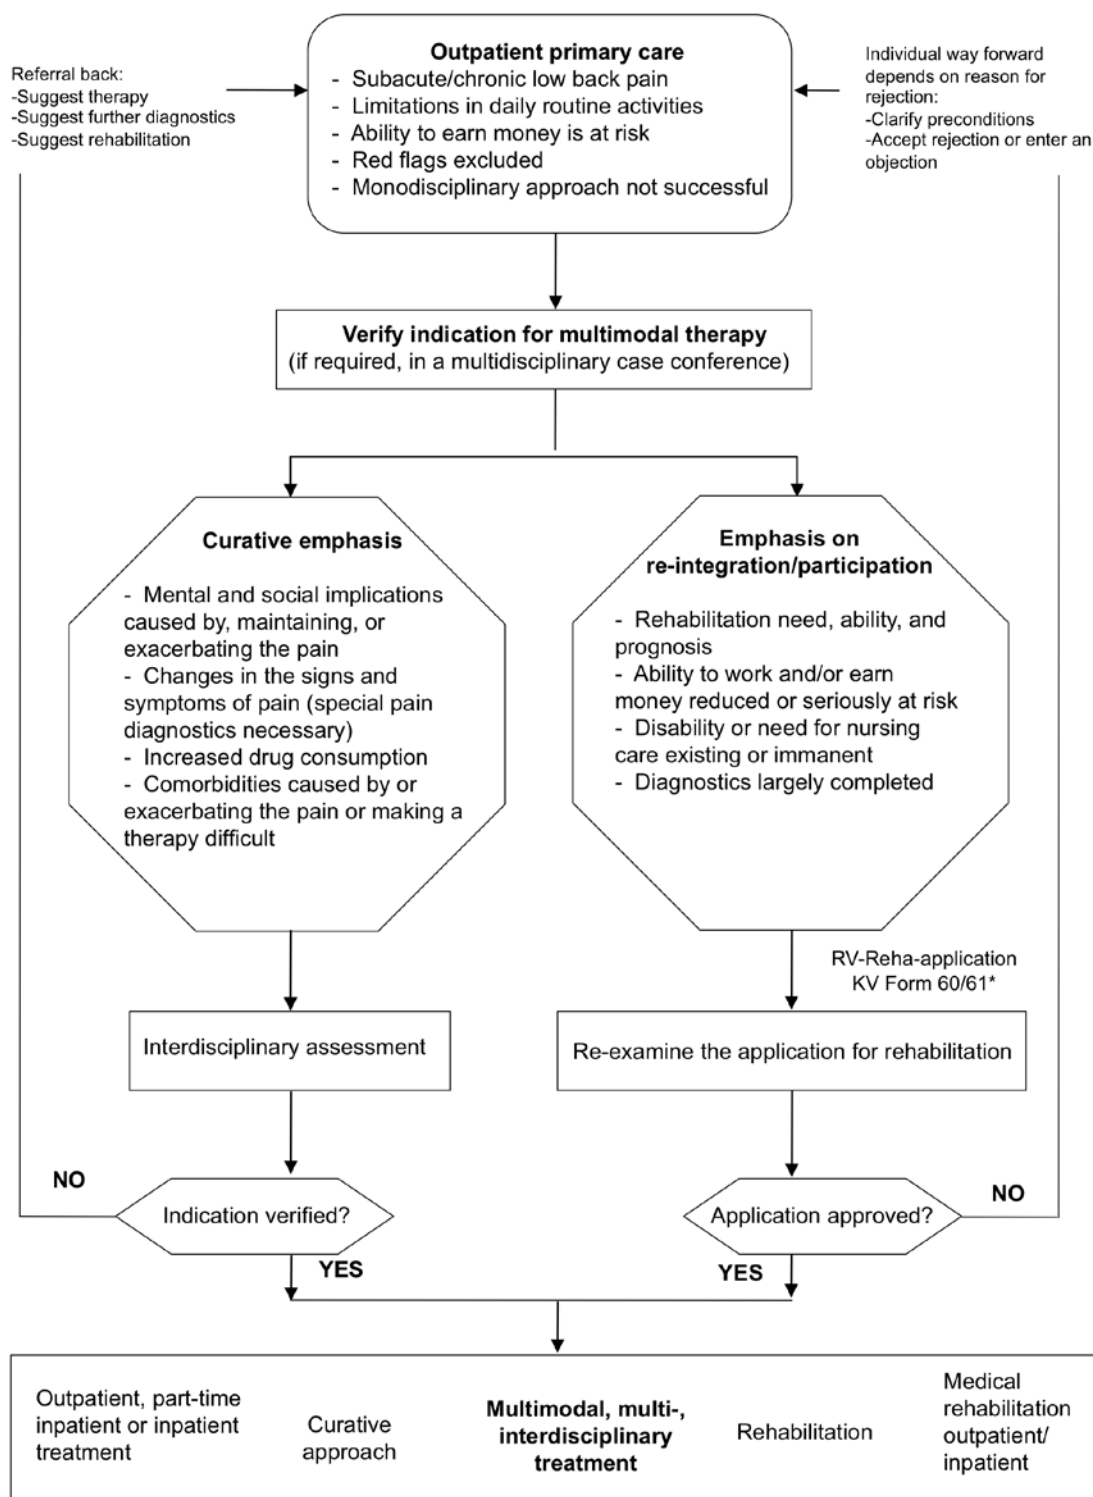 Outpatient primary care
- Subacute/chronic low back pain
- Limitations in daily routine activities
- Ability to earn money is at risk
- Red flags excluded
- Monodisciplinary approach not successful
Referral back:
-Suggest therapy
-Suggest further diagnostics
-Suggest rehabilitation
Individual way forward
depends on reason for
rejection:
-Clarify preconditions
-Accept rejection or enter an
objection
Verify indication for multimodal therapy
(if required, in a multidisciplinary case conference)
Curative emphasis
- Mental and social implications
caused by, maintaining, or
exacerbating the pain
- Changes in the signs and
symptoms of pain (special pain
diagnostics necessary)
- Increased drug consumption
- Comorbidities caused by or
exacerbating the pain or making a
therapy difficult
Emphasis on
re-integration/participation
- Rehabilitation need, ability, and
prognosis
- Ability to work and/or earn
money reduced or seriously at risk
- Disability or need for nursing
care existing or immanent
- Diagnostics largely completed
RV-Reha-application
KV Form 60/61*
Interdisciplinary assessment
Re-examine the application for rehabilitation
NO
Indication verified?
YES
Application approved?
NO
YES
Outpatient, part-time
inpatient or inpatient
treatment
Curative
approach
Multimodal, multi-,
interdisciplinary
treatment
Rehabilitation
Medical
rehabilitation
outpatient/
inpatient